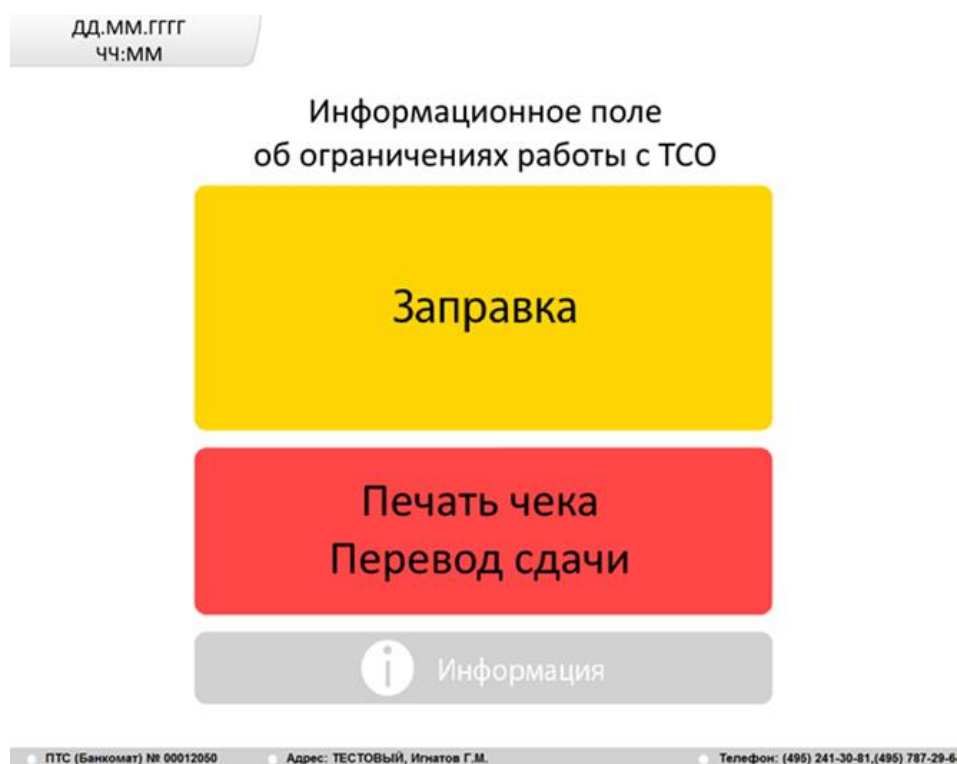 ДД.ММ.ГГГГ
ЧЧ:ММ
Информационное поле
об ограничениях работы с ТСО
Заправка
Печать чека
Перевод сдачи
Информация
ПТС (Банкомат) № 00012050 Адрес: ТЕСТОВЫЙ, Игнатов Г.М. Телефон: (495) 241-30-81,(495) 787-29-6